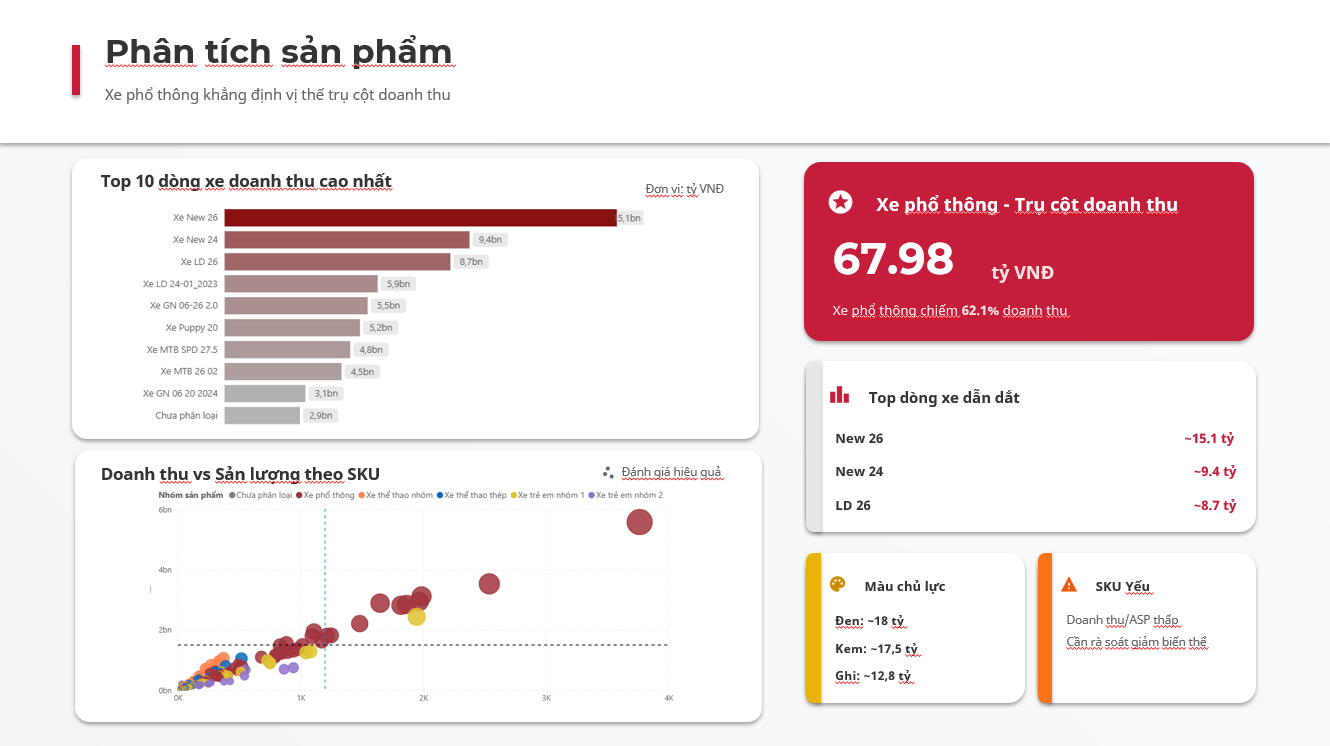 Phân tích sản phẩm
Xe phổ thông khẳng định vị thế trụ cột doanh thu
Top 10 dòng xe doanh thu cao nhất
Đơn vị: tỷ VNĐ
Xe New 26 5,1bn
Xe New 24 9,4bn
Xe LD 26 8,7bn
Xe LD 24-01_2023 5,9bn
Xe GN 06-26 2.0 5,5bn
Xe Puppy 20 5,2bn
Xe MTB SPD 27.5 4,8bn
Xe MTB 26 02 4,5bn
Xe GN 06 20 2024 3,1bn
Chưa phân loại 2,9bn
Doanh thu vs Sản lượng theo SKU
Đánh giá hiệu quả
Nhóm sản phẩm Chưa phân loại Xe phổ thông Xe thể thao nhôm Xe thể thao thép Xe trẻ em nhóm 1 Xe trẻ em nhóm 2
6bn
4bn
2bn
0bn
0K 1K 2K 3K 4K
Xe phổ thông - Trụ cột doanh thu
67.98 tỷ VNĐ
Xe phổ thông chiếm 62.1% doanh thu
Top dòng xe dẫn dắt
New 26 ~15.1 tỷ
New 24 ~9.4 tỷ
LD 26 ~8.7 tỷ
Màu chủ lực
Đen: ~18 tỷ
Kem: ~17,5 tỷ
Ghi: ~12,8 tỷ
SKU Yếu
Doanh thu/ASP thấp
Cần rà soát giảm biến thể